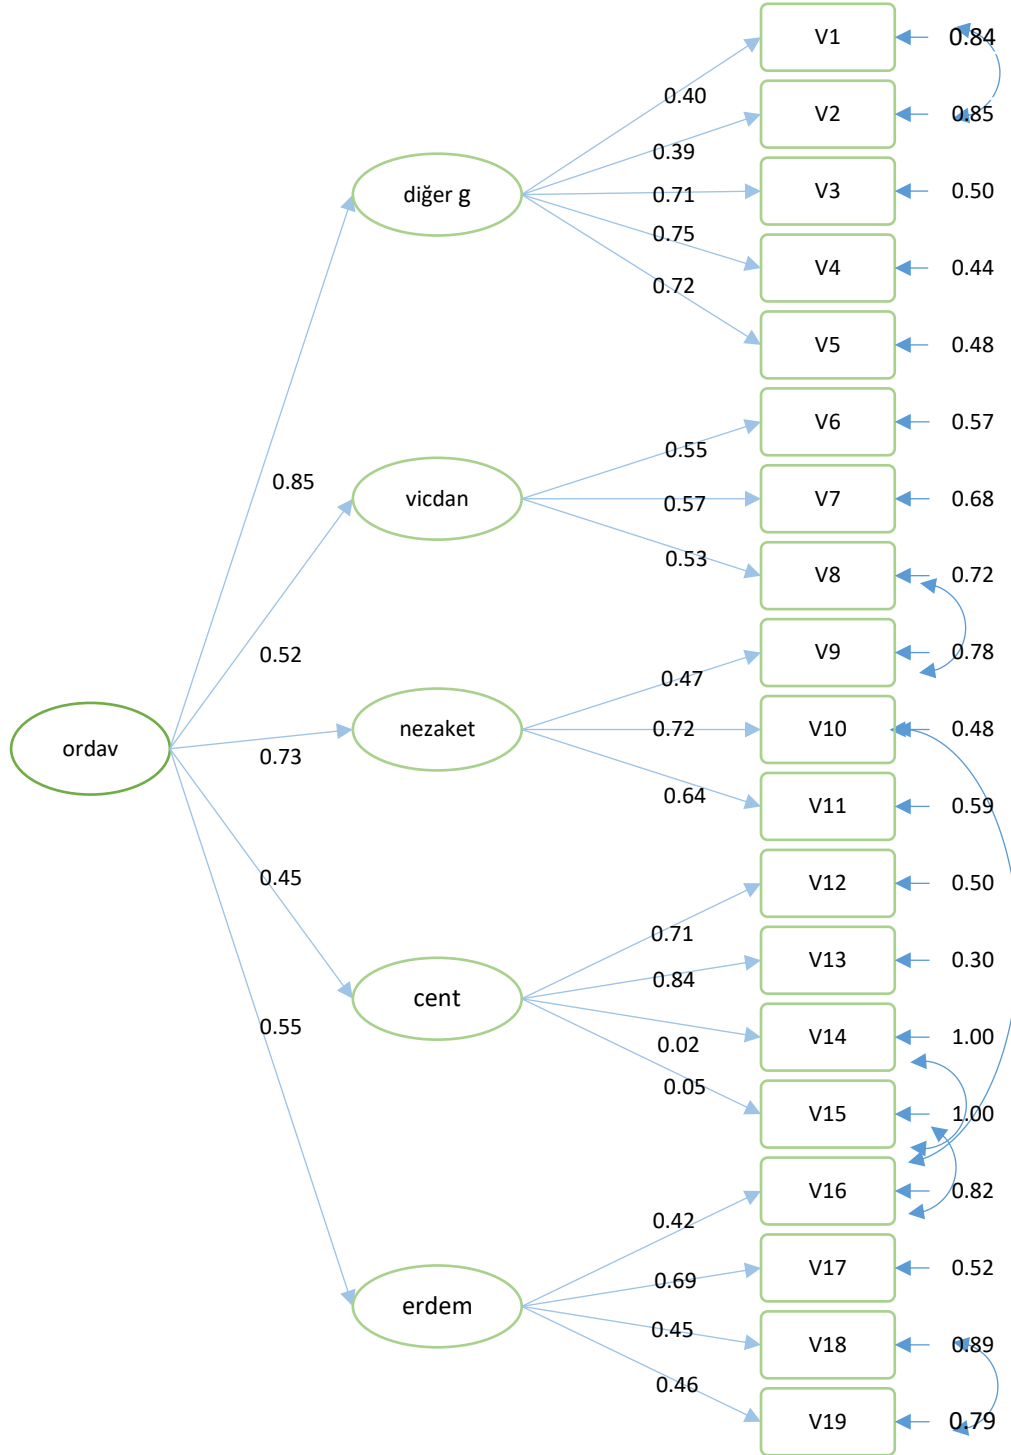 V1
0.84
0.40
V2
0.85
0.39
diğer g
0.71
V3
0.50
0.75
V4
0.44
0.72
V5
0.48
V6
0.57
0.55
0.85
vicdan
0.57
V7
0.68
0.53
V8
0.72
0.52
V9
0.78
0.47
ordav
0.73
nezaket
0.72
V10
0.48
0.64
V11
0.59
0.45
V12
0.50
0.71
V13
0.30
0.84
cent
0.55
0.02
V14
1.00
0.05
V15
1.00
V16
0.82
0.42
V17
0.52
0.69
erdem
0.45
V18
0.89
0.46
V19
0.79